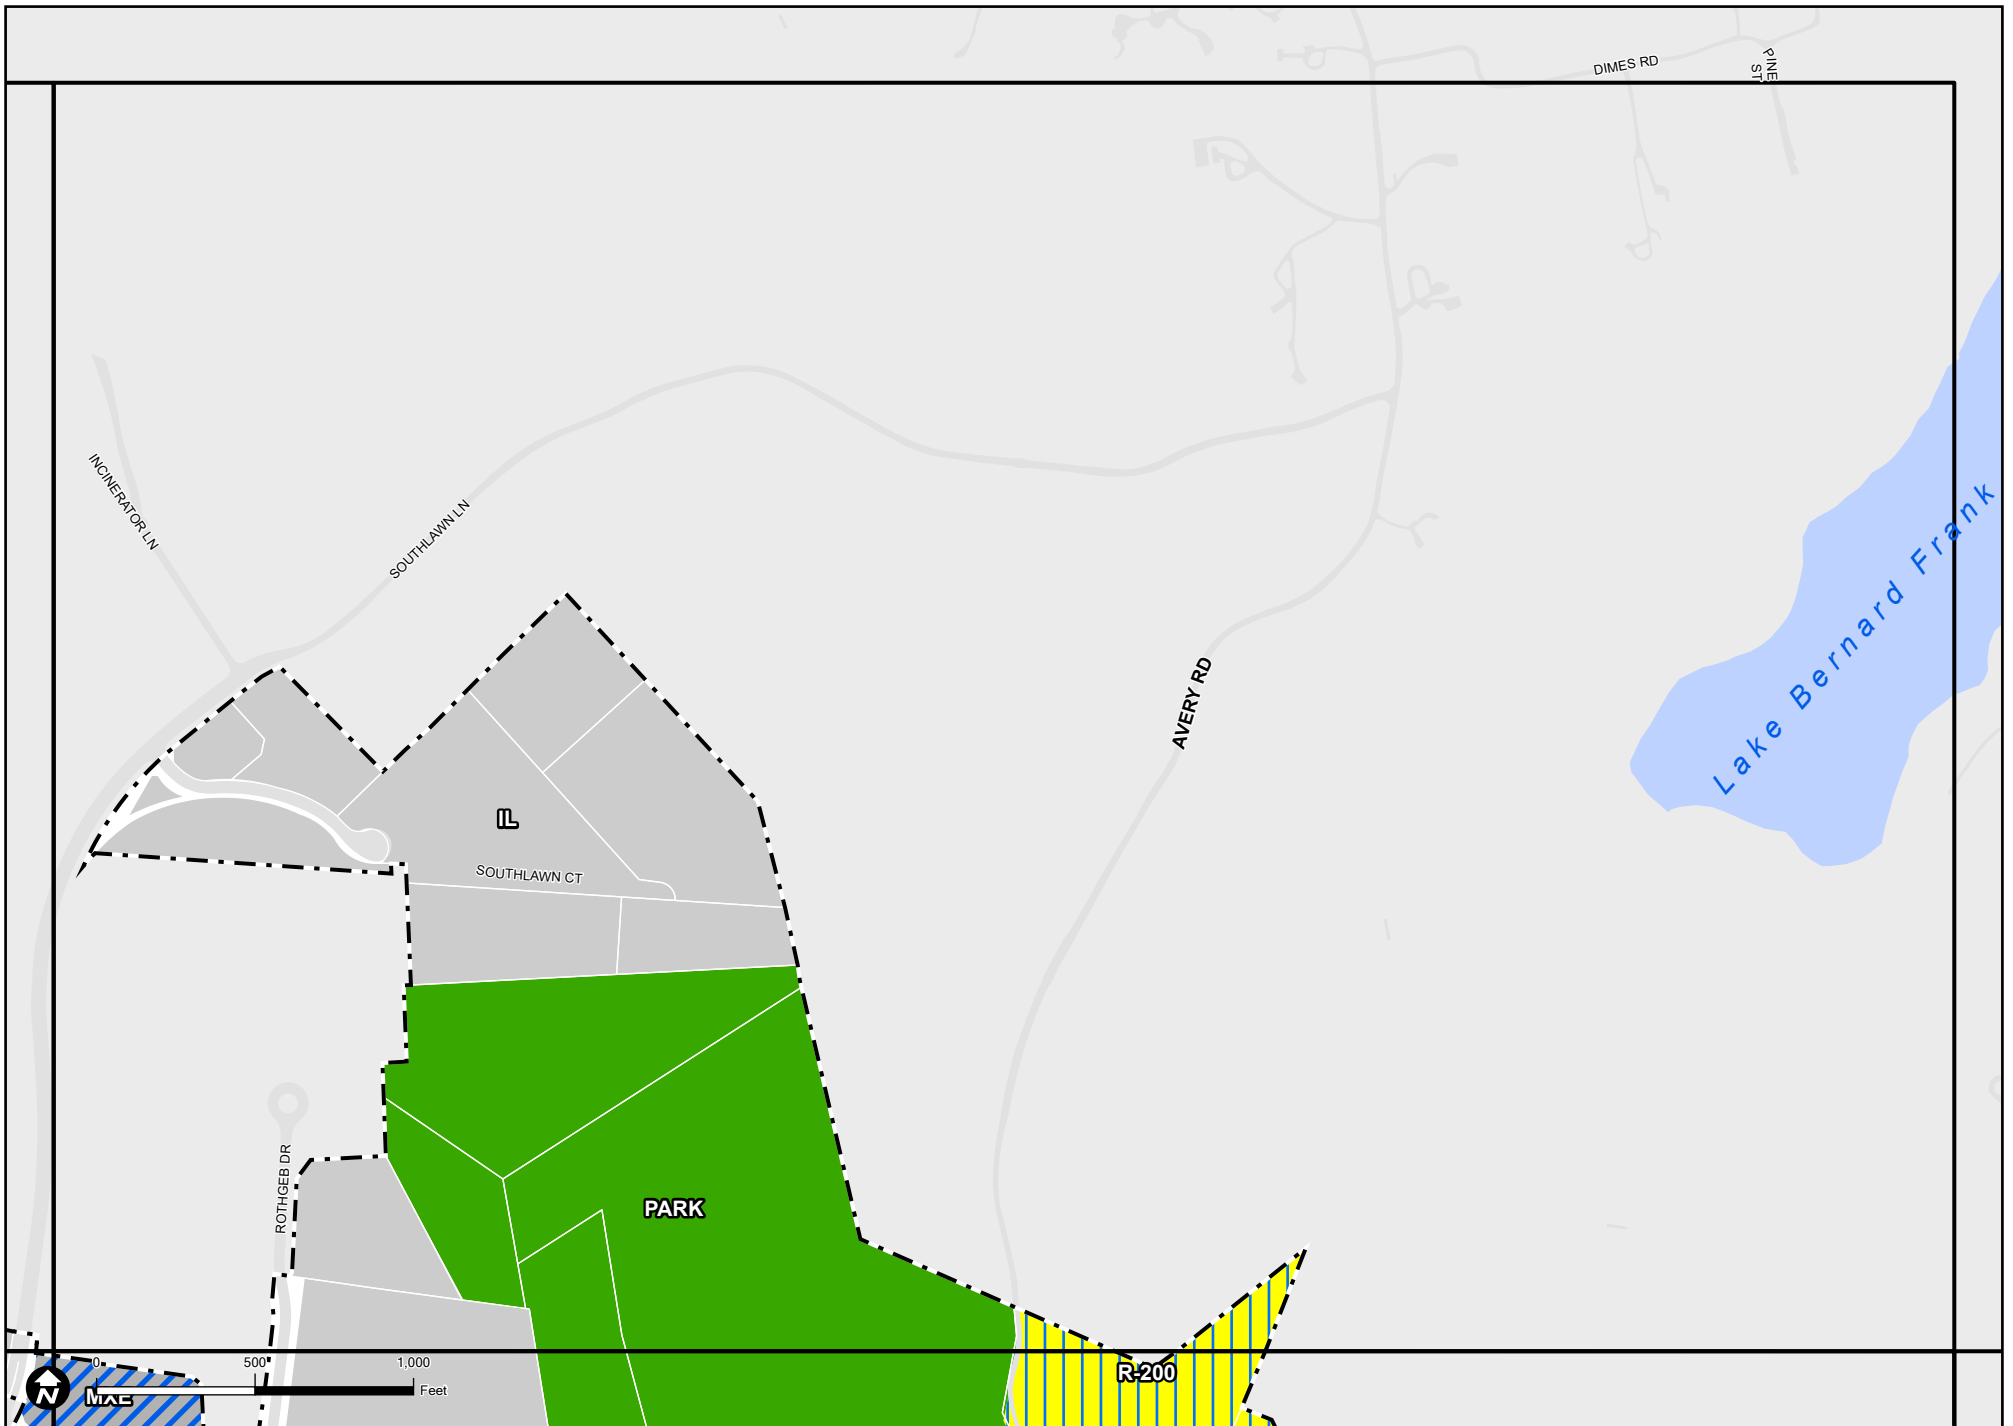 DIMES RD
PINE
ST
INCINERATOR LN
SOUTHLAWN LN
Lake Bernard Frank
AVERY RD
IL
SOUTHLAWN CT
ROTHGEB DR
PARK
R-200
0
500
1,000
Feet
N
MXE